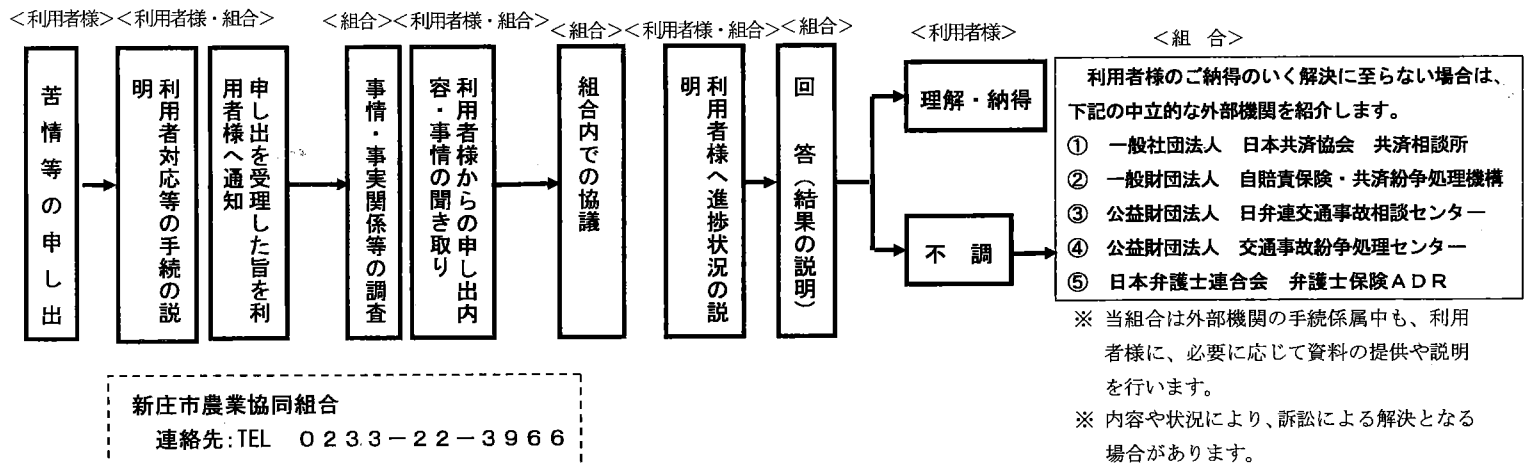 ＜利用者様＞
＜利用者様・組合＞
＜組合＞
＜利用者様・組合＞
＜組合＞
＜利用者様・組合＞
＜組合＞
＜利用者様＞
＜組　合＞
苦情等の申し出
利用者対応等の手続の説
明
申し出を受理した旨を利
用者様へ通知
事情・事実関係等の調査
利用者様からの申し出内
容・事情の聞き取り
組合内での協議
利用者様へ進捗状況の説
明
回　答（結果の説明）
理解・納得
不　調
利用者様のご納得のいく解決に至らない場合は、
下記の中立的な外部機関を紹介します。
①　一般社団法人　日本共済協会　共済相談所
②　一般財団法人　自賠責保険・共済紛争処理機構
③　公益財団法人　日弁連交通事故相談センター
④　公益財団法人　交通事故紛争処理センター
⑤　日本弁護士連合会　弁護士保険ＡＤＲ
※ 当組合は外部機関の手続係属中も、利用
者様に、必要に応じて資料の提供や説明
を行います。
※ 内容や状況により、訴訟による解決となる
場合があります。
新庄市農業協同組合
連絡先：TEL　０２３３－２２－３９６６